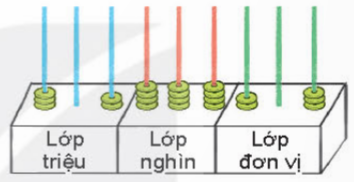 Lớp
triệu
Lớp
nghìn
Lớp
đơn vị